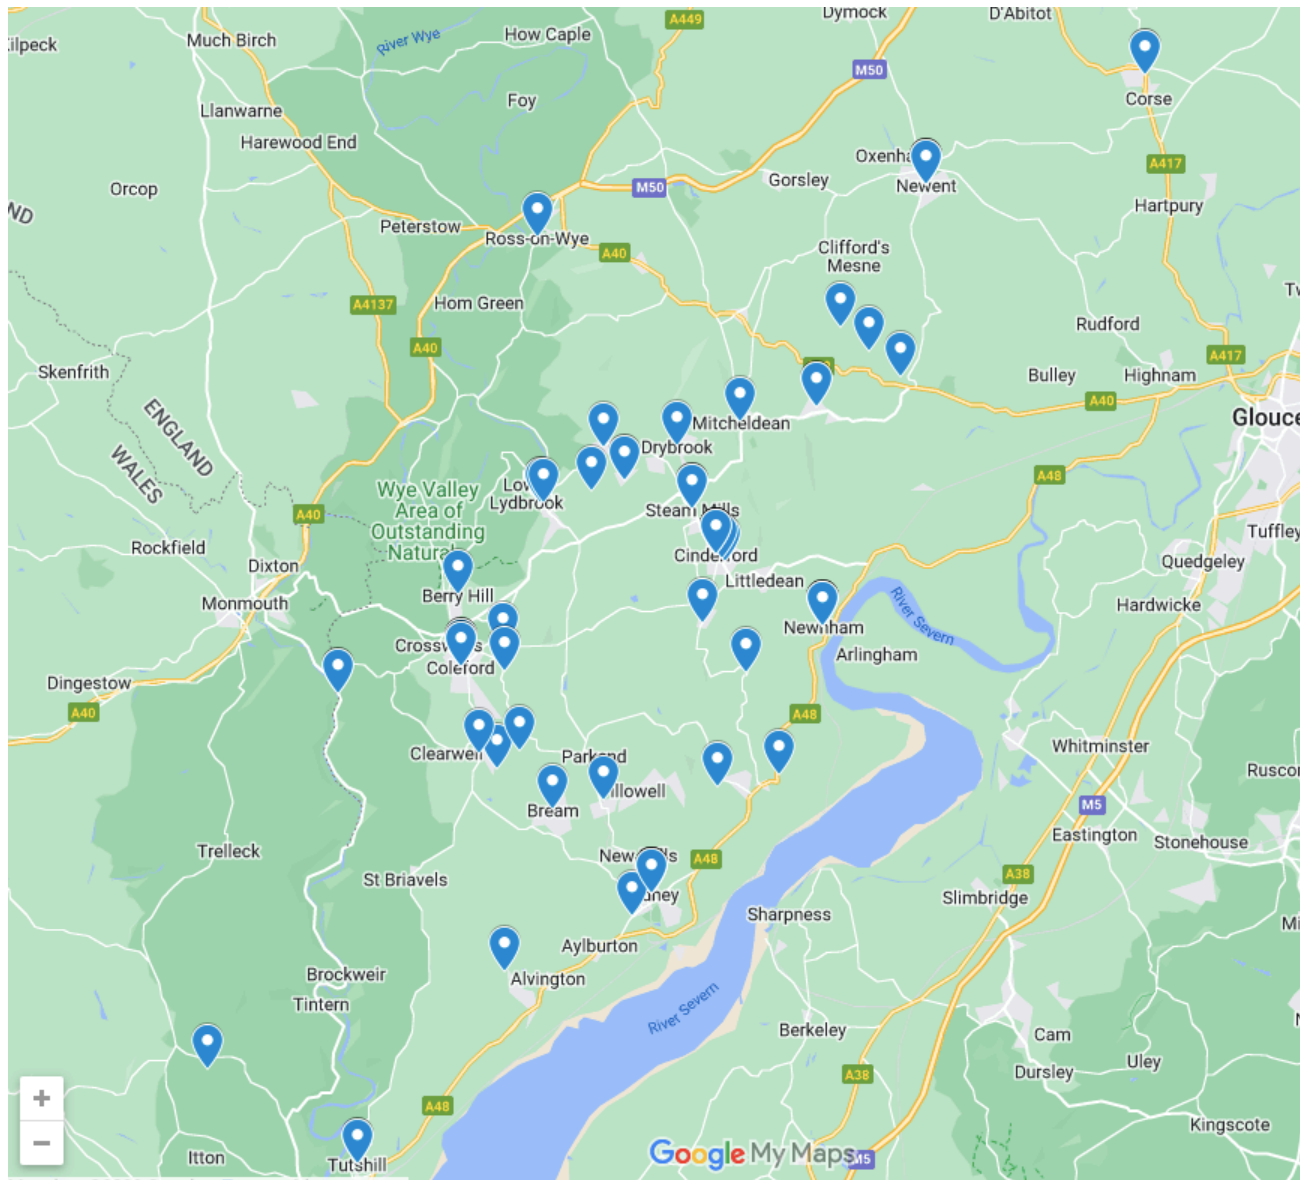 Dymock
D'Abitot
A449
Much Birch
How Caple
River Wye
M50
Foy
Corse
Llanwarne
Harewood End
Newent
A417
M50
Gorsley
Orcop
Hartpury
Peterstow
Ross-on-Wye
A40
Clifford's
Mesne
A4137
Hom Green
Rudford
A40
A417
Skenfrith
Bulley
Highnam
A40
ENGLAND
WALES
Mitcheldean
Drybrook
A48
Lydbrook
Wye Valley
Area of
Outstanding
Natural
Steam Mills
A40
Rockfield
Dixton
Cinderford
Quedgeley
Littledean
Berry Hill
Monmouth
River Severn
Hardwicke
Newnham
Arlingham
Coleford
Dingestow
A40
A48
Clearwell
Parkend
Whitminster
Bream
M5
Eastington
Stonehouse
Trelleck
A48
St Briavels
A38
Slimbridge
Sharpness
Aylburton
Brockweir
Alvington
Tintern
River Severn
Berkeley
Cam
Uley
Dursley
A38
A48
+
−
Kingscote
Itton
Tutshill
Google My Maps
M5